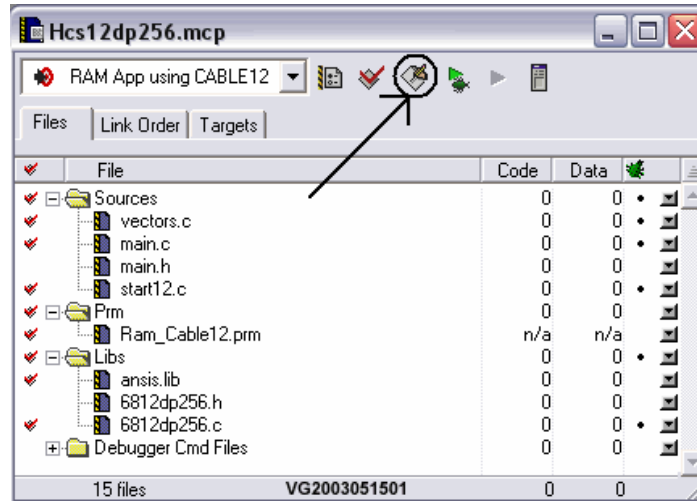 Hcs12dp256.mcp
RAM App using CABLE12
Files Link Order Targets
File Code Data
Sources 0 0
vectors.c 0 0
main.c 0 0
main.h 0 0
start12.c 0 0
Prm 0 0
Ram_Cable12.prm n/a n/a
Libs 0 0
ansis.lib 0 0
6812dp256.h 0 0
6812dp256.c 0 0
Debugger Cmd Files 0 0
15 files VG2003051501 0 0